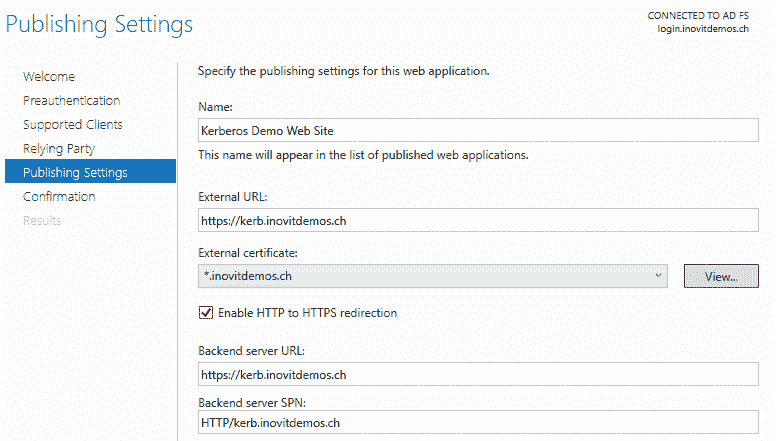 Publishing Settings
CONNECTED TO AD FS
login.inovitdemos.ch
Welcome
Preauthentication
Supported Clients
Relying Party
Publishing Settings
Confirmation
Results
Specify the publishing settings for this web application.
Name:
Kerberos Demo Web Site
This name will appear in the list of published web applications.
External URL:
https://kerb.inovitdemos.ch
External certificate:
*.inovitdemos.ch
View...
Enable HTTP to HTTPS redirection
Backend server URL:
https://kerb.inovitdemos.ch
Backend server SPN:
HTTP/kerb.inovitdemos.ch